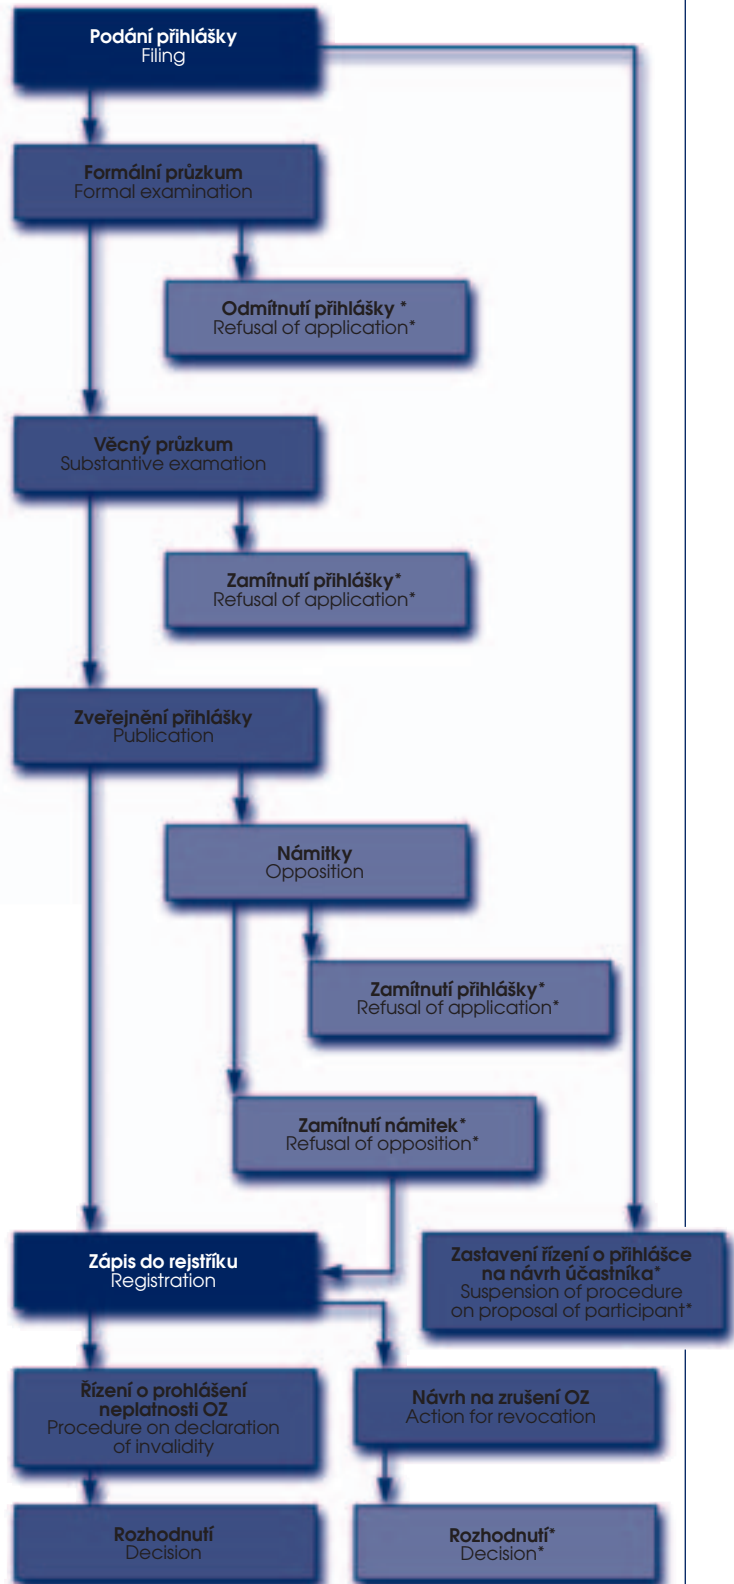 Podání přihlášky
Filing
Formální průzkum
Formal examination
Odmítnutí přihlášky *
Refusal of application*
Věcný průzkum
Substantive examation
Zamítnutí přihlášky*
Refusal of application*
Zveřejnění přihlášky
Publication
Námitky
Opposition
Zamítnutí přihlášky*
Refusal of application*
Zamítnutí námitek*
Refusal of opposition*
Zápis do rejstříku
Registration
Zastavení řízení o přihlášce
na návrh účastníka*
Suspension of procedure
on proposal of participant*
Řízení o prohlášení
neplatnosti OZ
Procedure on declaration
of invalidity
Návrh na zrušení OZ
Action for revocation
Rozhodnutí
Decision
Rozhodnutí*
Decision*